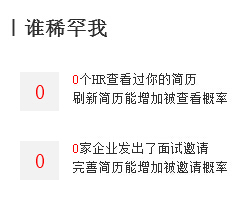 谁稀罕我
0
0个HR查看过你的简历
刷新简历能增加被查看概率
0
0家企业发出了面试邀请
完善简历能增加被邀请概率